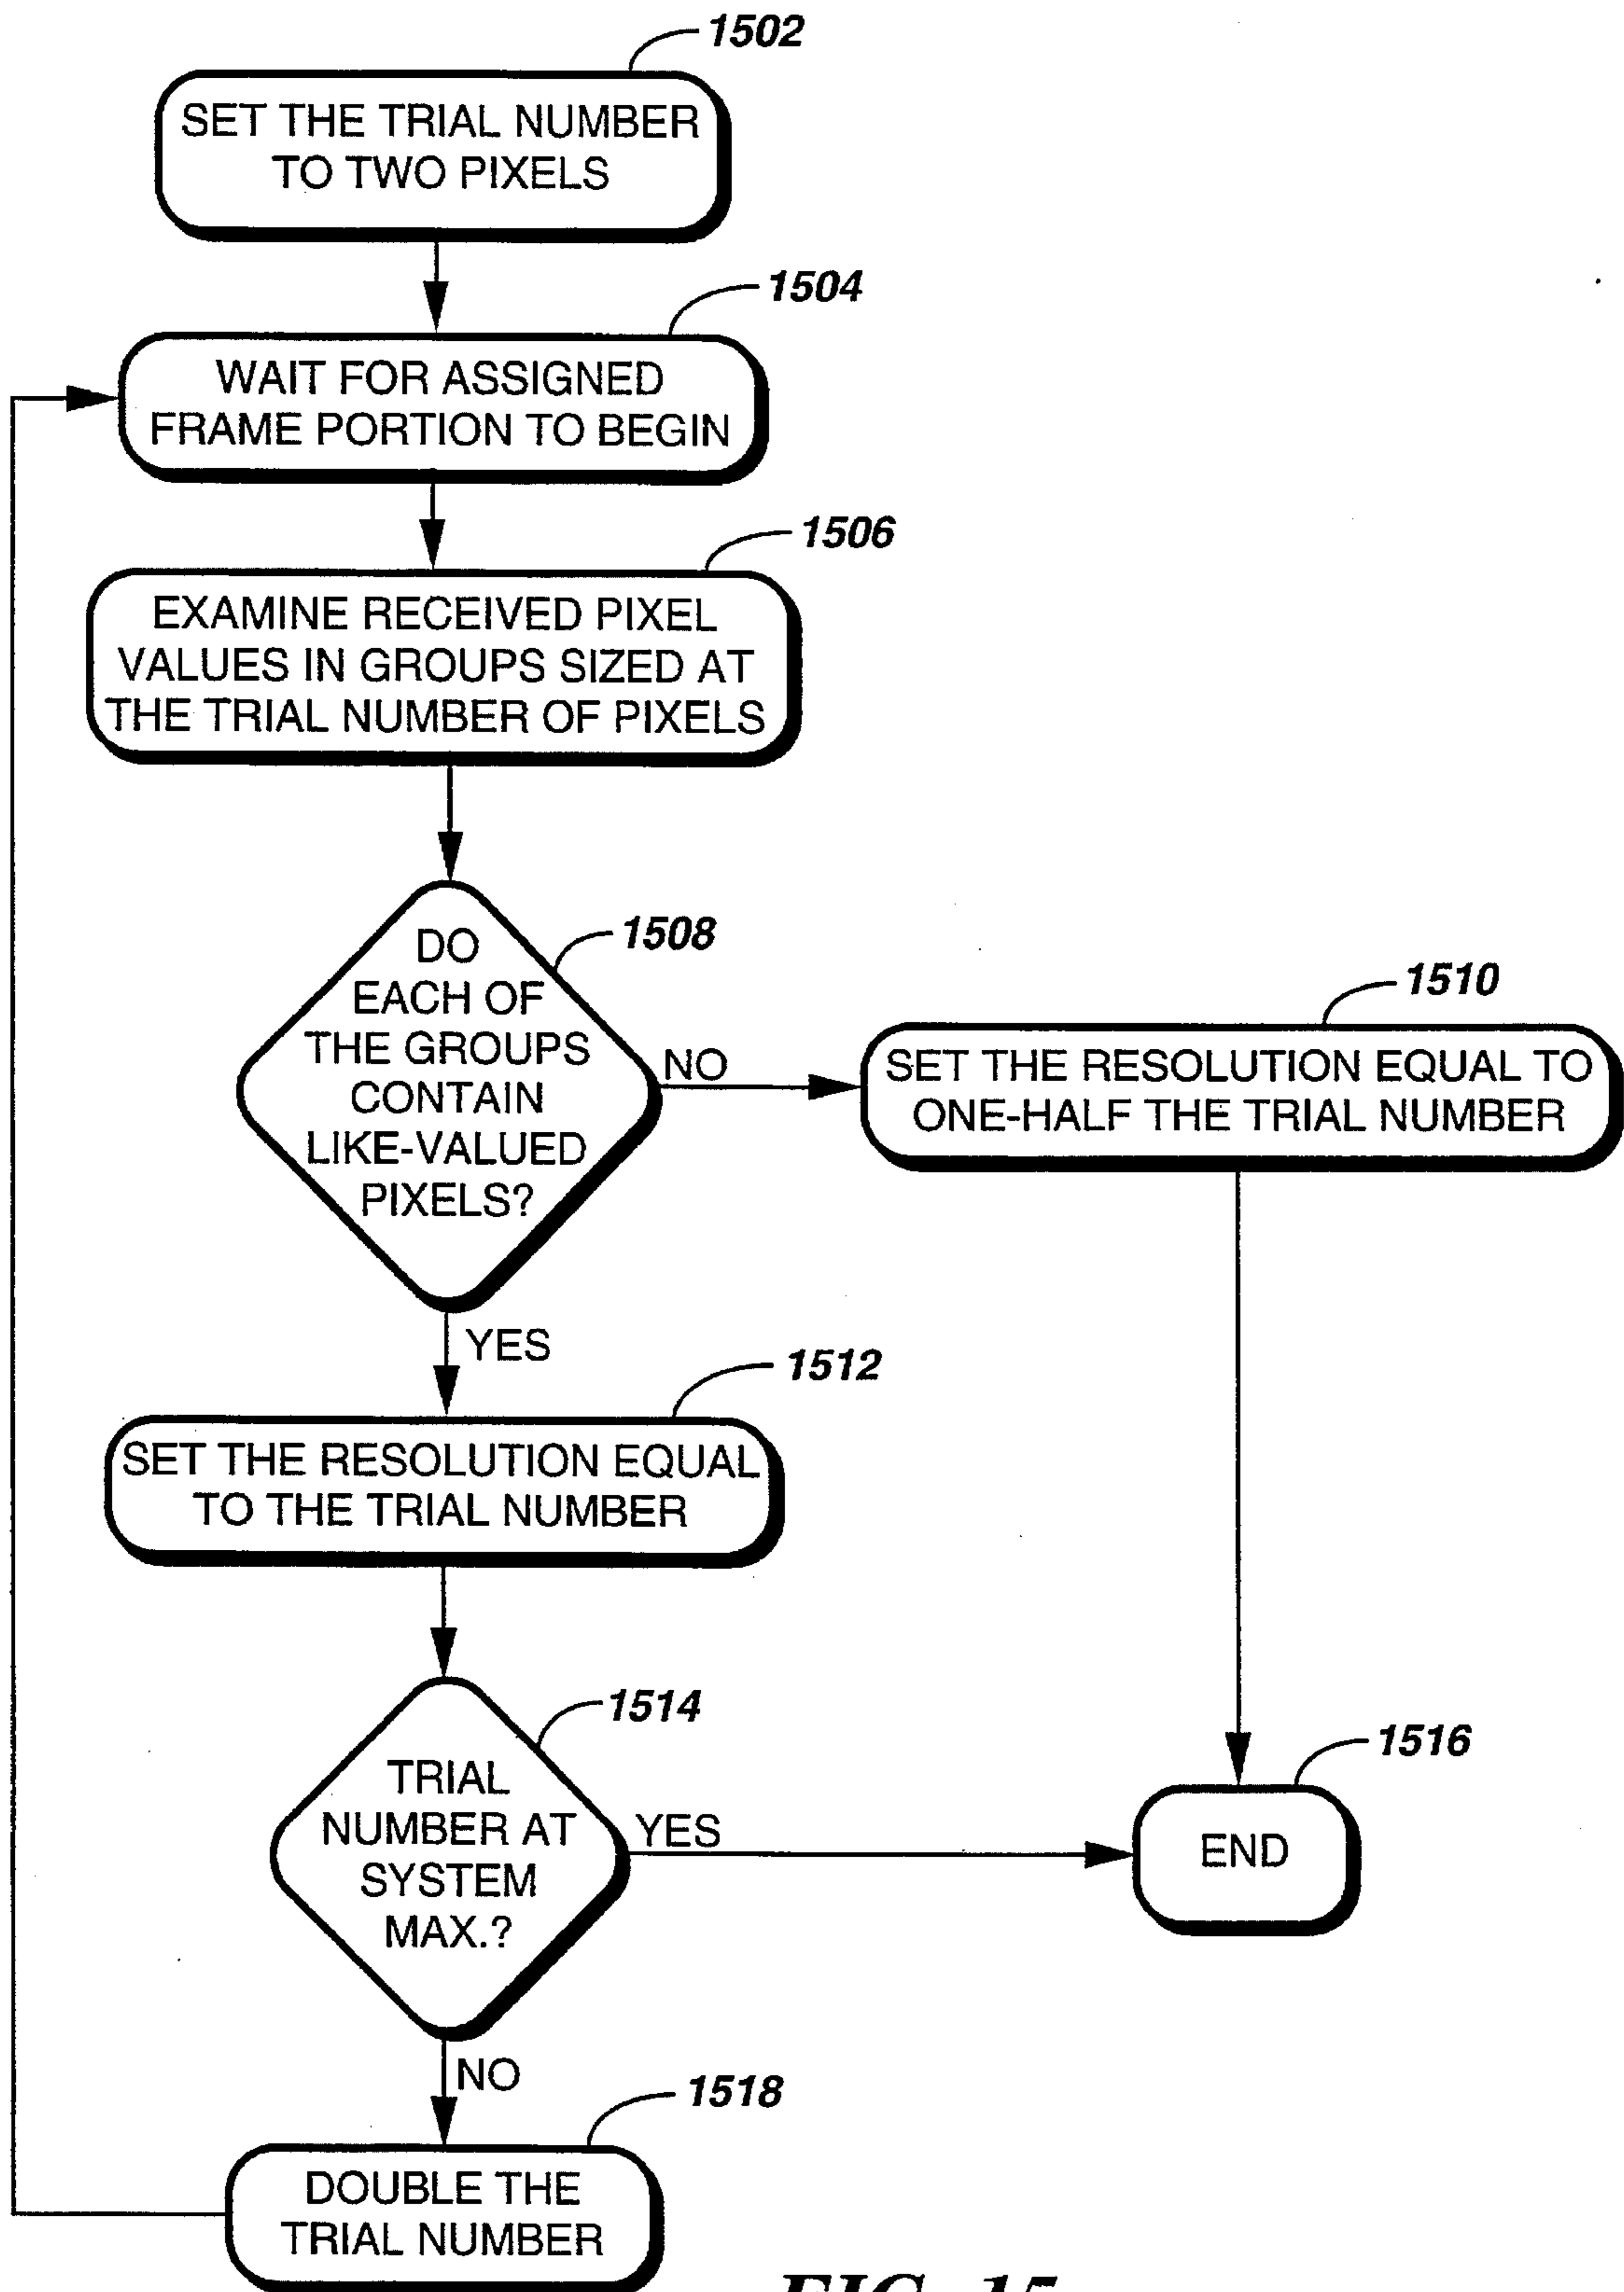 1502
SET THE TRIAL NUMBER
TO TWO PIXELS
1504
WAIT FOR ASSIGNED
FRAME PORTION TO BEGIN
1506
EXAMINE RECEIVED PIXEL
VALUES IN GROUPS SIZED AT
THE TRIAL NUMBER OF PIXELS
1508
DO
EACH OF
THE GROUPS
CONTAIN
LIKE-VALUED
PIXELS?
NO
1510
SET THE RESOLUTION EQUAL TO
ONE-HALF THE TRIAL NUMBER
YES
1512
SET THE RESOLUTION EQUAL
TO THE TRIAL NUMBER
1514
TRIAL
NUMBER AT
SYSTEM
MAX.?
YES
1516
END
NO
1518
DOUBLE THE
TRIAL NUMBER
FIG. 15